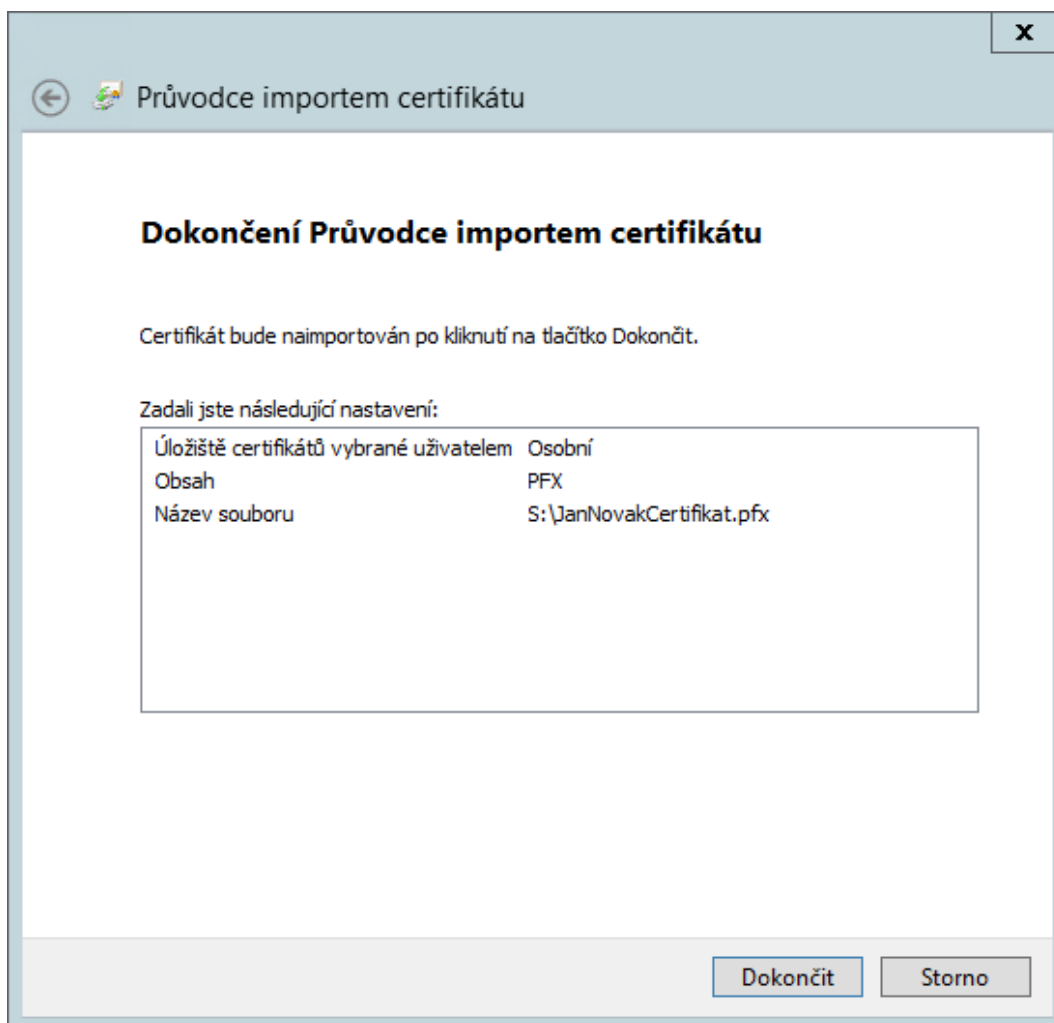 x
Průvodce importem certifikátu
Dokončení Průvodce importem certifikátu
Certifikát bude naimportován po kliknutí na tlačítko Dokončit.
Zadali jste následující nastavení:
Úložiště certifikátů vybrané uživatelem Osobní
Obsah PFX
Název souboru S:\JanNovakCertifikat.pfx
Dokončit Storno